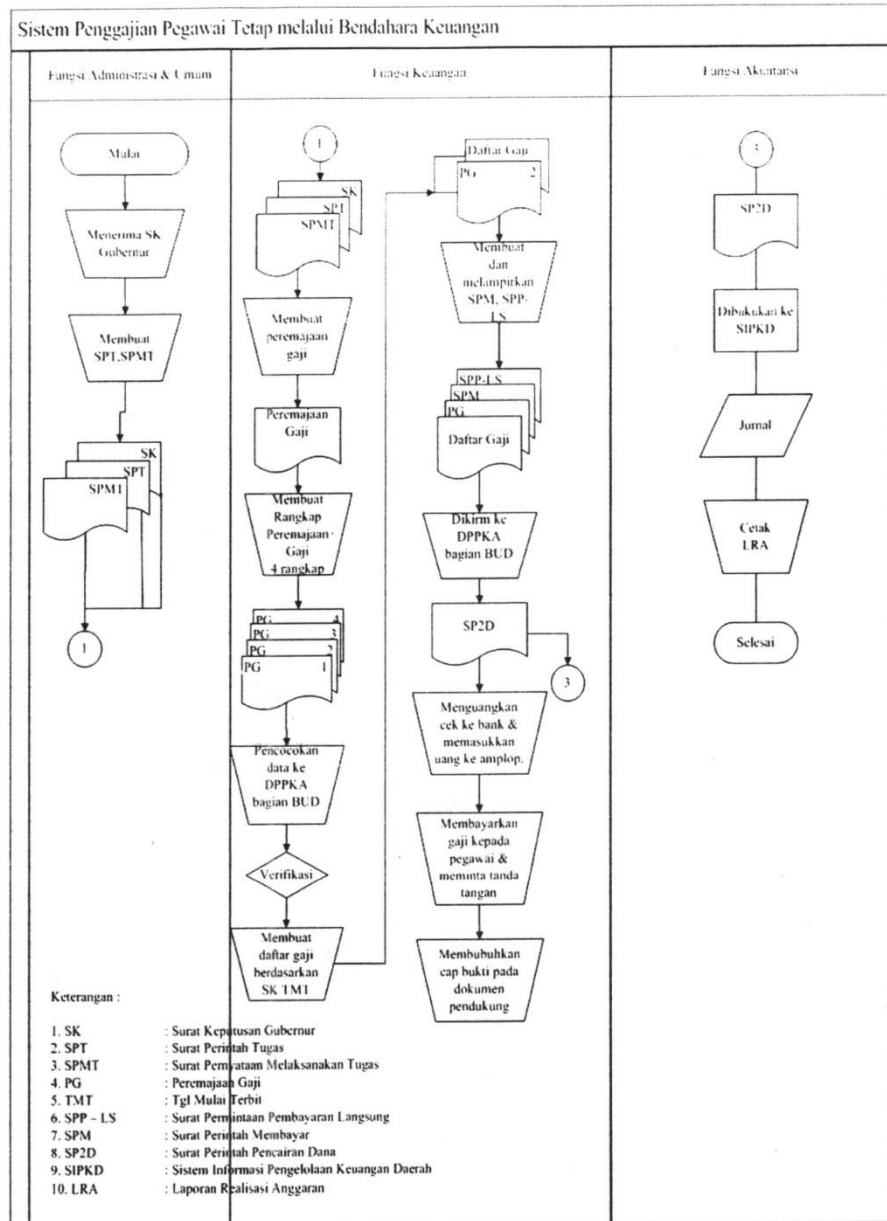 Sistem Penggajian Pegawai Tetap melalui Bendahara Keuangan
Fungsi Administrasi & Umum
Mulai
Menerima SK
Gubernur
Membuat
SPT,SPMT
SK
SPT
SPMT
1
Fungsi Keuangan
1
SK
SPT
SPMT
Membuat
peremajaan
gaji
Peremajaan
Gaji
Membuat
Rangkap
Peremajaan
Gaji
4 rangkap
PG 4
PG 3
PG 2
PG 1
Pencocokan
data ke
DPPKA
bagian BUD
Verifikasi
Membuat
daftar gaji
berdasarkan
SK TMT
Daftar Gaji
PG 2
Membuat
dan
melampirkan
SPM, SPP-
LS
SPP-LS
SPM
PG
Daftar Gaji
Dikirm ke
DPPKA
bagian BUD
SP2D
3
Menguangkan
cek ke bank &
memasukkan
uang ke amplop.
Membayarkan
gaji kepada
pegawai &
meminta tanda
tangan
Membubuhkan
cap bukti pada
dokumen
pendukung
Fungsi Akuntansi
3
SP2D
Dibukukan ke
SIPKD
Jurnal
Cetak
LRA
Selesai
Keterangan :
1. SK : Surat Keputusan Gubernur
2. SPT : Surat Perintah Tugas
3. SPMT : Surat Pernyataan Melaksanakan Tugas
4. PG : Peremajaan Gaji
5. TMT : Tgl Mulai Terbit
6. SPP – LS : Surat Permintaan Pembayaran Langsung
7. SPM : Surat Perintah Membayar
8. SP2D : Surat Perintah Pencairan Dana
9. SIPKD : Sistem Informasi Pengelolaan Keuangan Daerah
10. LRA : Laporan Realisasi Anggaran